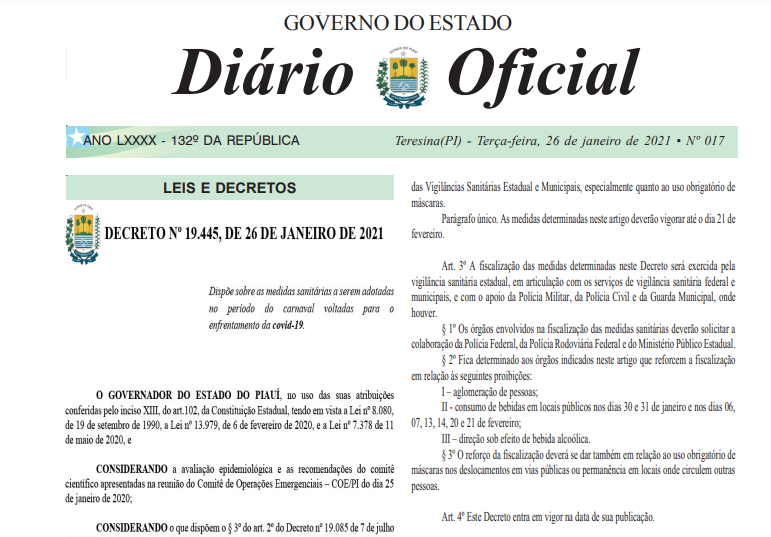 GOVERNO DO ESTADO
Diário Oficial
ANO LXXXX - 132º DA REPÚBLICA
Teresina(PI) - Terça-feira, 26 de janeiro de 2021 • Nº 017
LEIS E DECRETOS
DECRETO Nº 19.445, DE 26 DE JANEIRO DE 2021
Dispõe sobre as medidas sanitárias a serem adotadas
no período do carnaval voltadas para o
enfrentamento da covid-19.
O GOVERNADOR DO ESTADO DO PIAUÍ, no uso das suas atribuições
conferidas pelo inciso XIII, do art.102, da Constituição Estadual, tendo em vista a Lei nº 8.080,
de 19 de setembro de 1990, a Lei nº 13.979, de 6 de fevereiro de 2020, e a Lei nº 7.378 de 11
de maio de 2020, e
CONSIDERANDO a avaliação epidemiológica e as recomendações do comitê
científico apresentadas na reunião do Comitê de Operações Emergenciais – COE/PI do dia 25
de janeiro de 2020;
CONSIDERANDO o que dispõem o § 3º do art. 2º do Decreto nº 19.085 de 7 de julho
das Vigilâncias Sanitárias Estadual e Municipais, especialmente quanto ao uso obrigatório de
máscaras.
Parágrafo único. As medidas determinadas neste artigo deverão vigorar até o dia 21 de
fevereiro.
Art. 3º A fiscalização das medidas determinadas neste Decreto será exercida pela
vigilância sanitária estadual, em articulação com os serviços de vigilância sanitária federal e
municipais, e com o apoio da Polícia Militar, da Polícia Civil e da Guarda Municipal, onde
houver.
§ 1º Os órgãos envolvidos na fiscalização das medidas sanitárias deverão solicitar a
colaboração da Polícia Federal, da Polícia Rodoviária Federal e do Ministério Público Estadual.
§ 2º Fica determinado aos órgãos indicados neste artigo que reforcem a fiscalização
em relação às seguintes proibições:
I – aglomeração de pessoas;
II - consumo de bebidas em locais públicos nos dias 30 e 31 de janeiro e nos dias 06,
07, 13, 14, 20 e 21 de fevereiro;
III – direção sob efeito de bebida alcoólica.
§ 3º O reforço da fiscalização deverá se dar também em relação ao uso obrigatório de
máscaras nos deslocamentos em vias públicas ou permanência em locais onde circulem outras
pessoas.
Art. 4º Este Decreto entra em vigor na data de sua publicação.